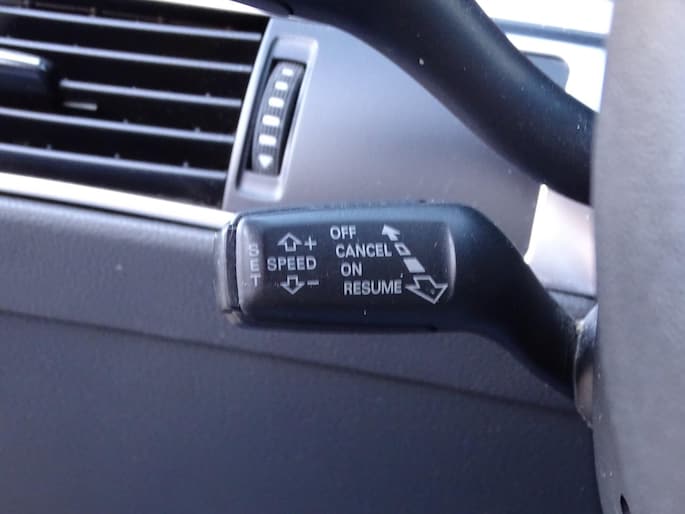 SET
SPEED
+
-
OFF
CANCEL
ON
RESUME